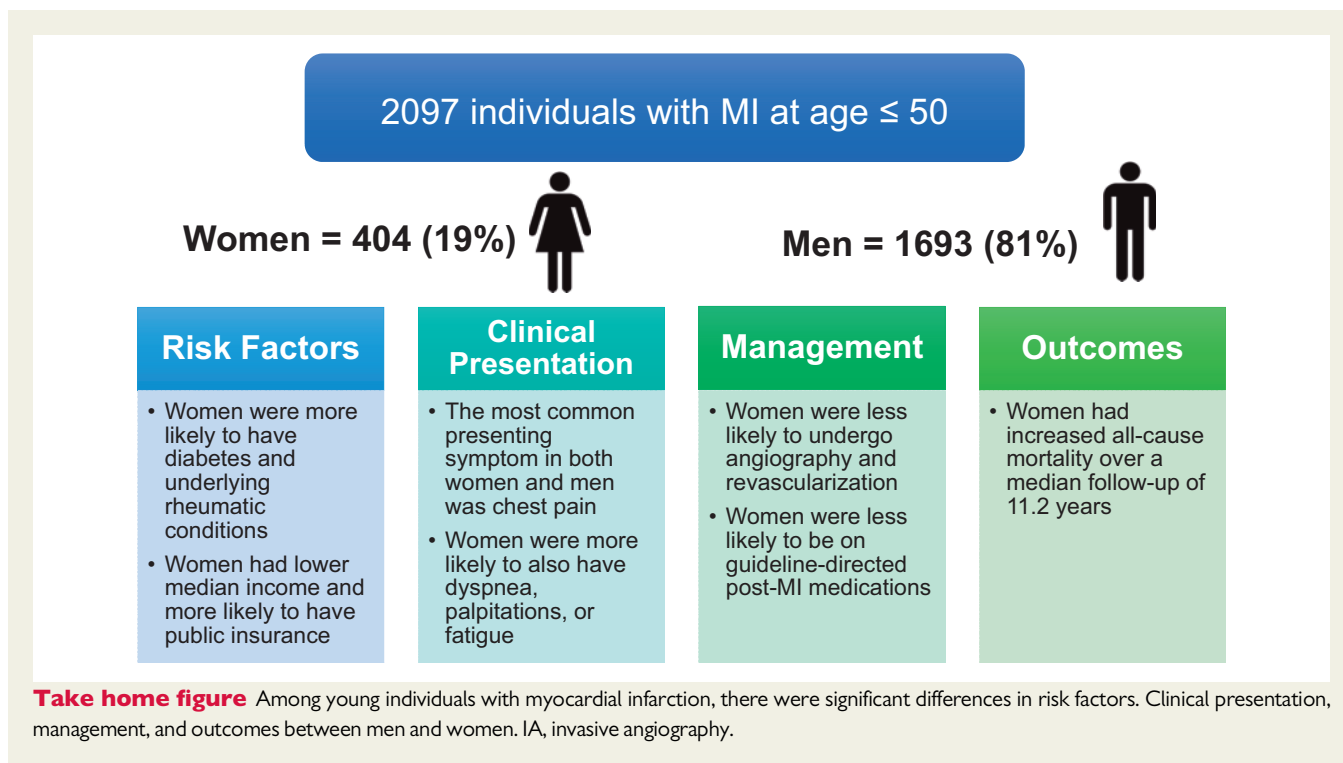 2097 individuals with MI at age ≤ 50
Women = 404 (19%)
Men = 1693 (81%)
Risk Factors
• Women were more
likely to have
diabetes and
underlying
rheumatic
conditions
• Women had lower
median income and
more likely to have
public insurance
Clinical
Presentation
• The most common
presenting
symptom in both
women and men
was chest pain
• Women were more
likely to also have
dyspnea,
palpitations, or
fatigue
Management
• Women were less
likely to undergo
angiography and
revascularization
• Women were less
likely to be on
guideline-directed
post-MI medications
Outcomes
• Women had
increased all-cause
mortality over a
median follow-up of
11.2 years
Take home figure Among young individuals with myocardial infarction, there were significant differences in risk factors. Clinical presentation,
management, and outcomes between men and women. IA, invasive angiography.